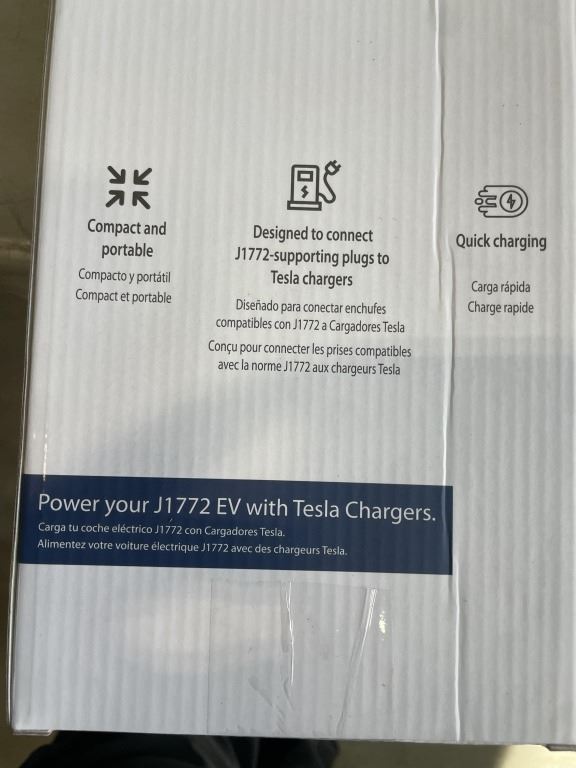 Compact and
portable
Compacto y portátil
Compact et portable
Designed to connect
J1772-supporting plugs to
Tesla chargers
Diseñado para conectar enchufes
compatibles con J1772 a Cargadores Tesla
Conçu pour connecter les prises compatibles
avec la norme J1772 aux chargeurs Tesla
Quick charging
Carga rápida
Charge rapide
Power your J1772 EV with Tesla Chargers.
Carga tu coche eléctrico J1772 con Cargadores Tesla.
Alimentez votre voiture électrique J1772 avec des chargeurs Tesla.